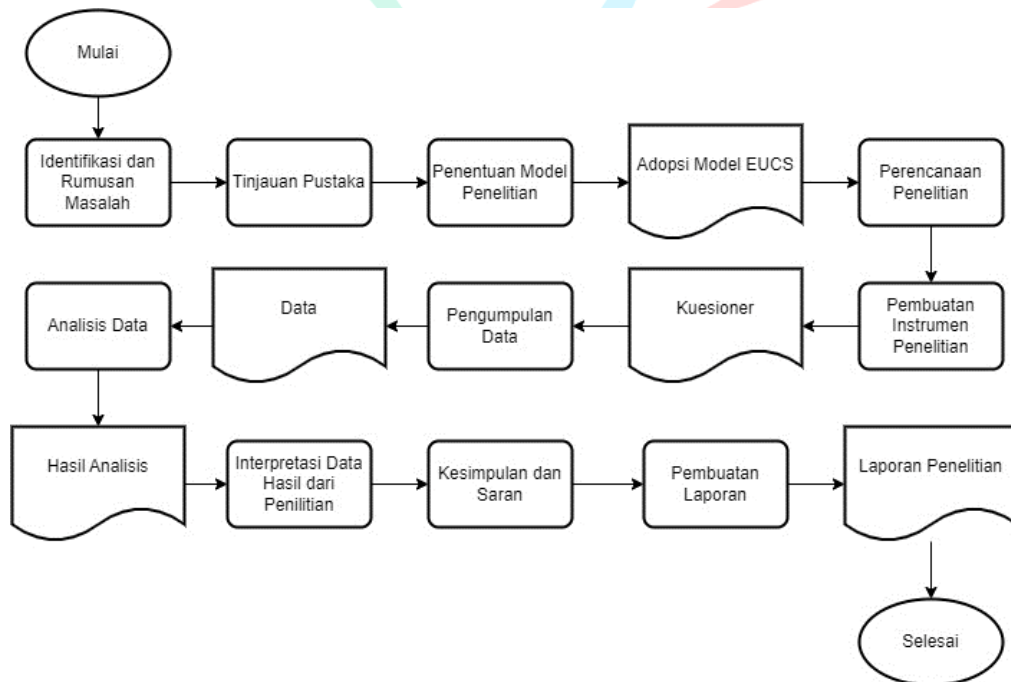 Mulai
Identifikasi dan
Rumusan
Masalah
Tinjauan Pustaka
Penentuan Model
Penelitian
Adopsi Model EUCS
Perencanaan
Penelitian
Pembuatan
Instrumen
Penelitian
Kuesioner
Pengumpulan
Data
Data
Analisis Data
Hasil Analisis
Interpretasi Data
Hasil dari
Penilitian
Kesimpulan dan
Saran
Pembuatan
Laporan
Laporan Penelitian
Selesai